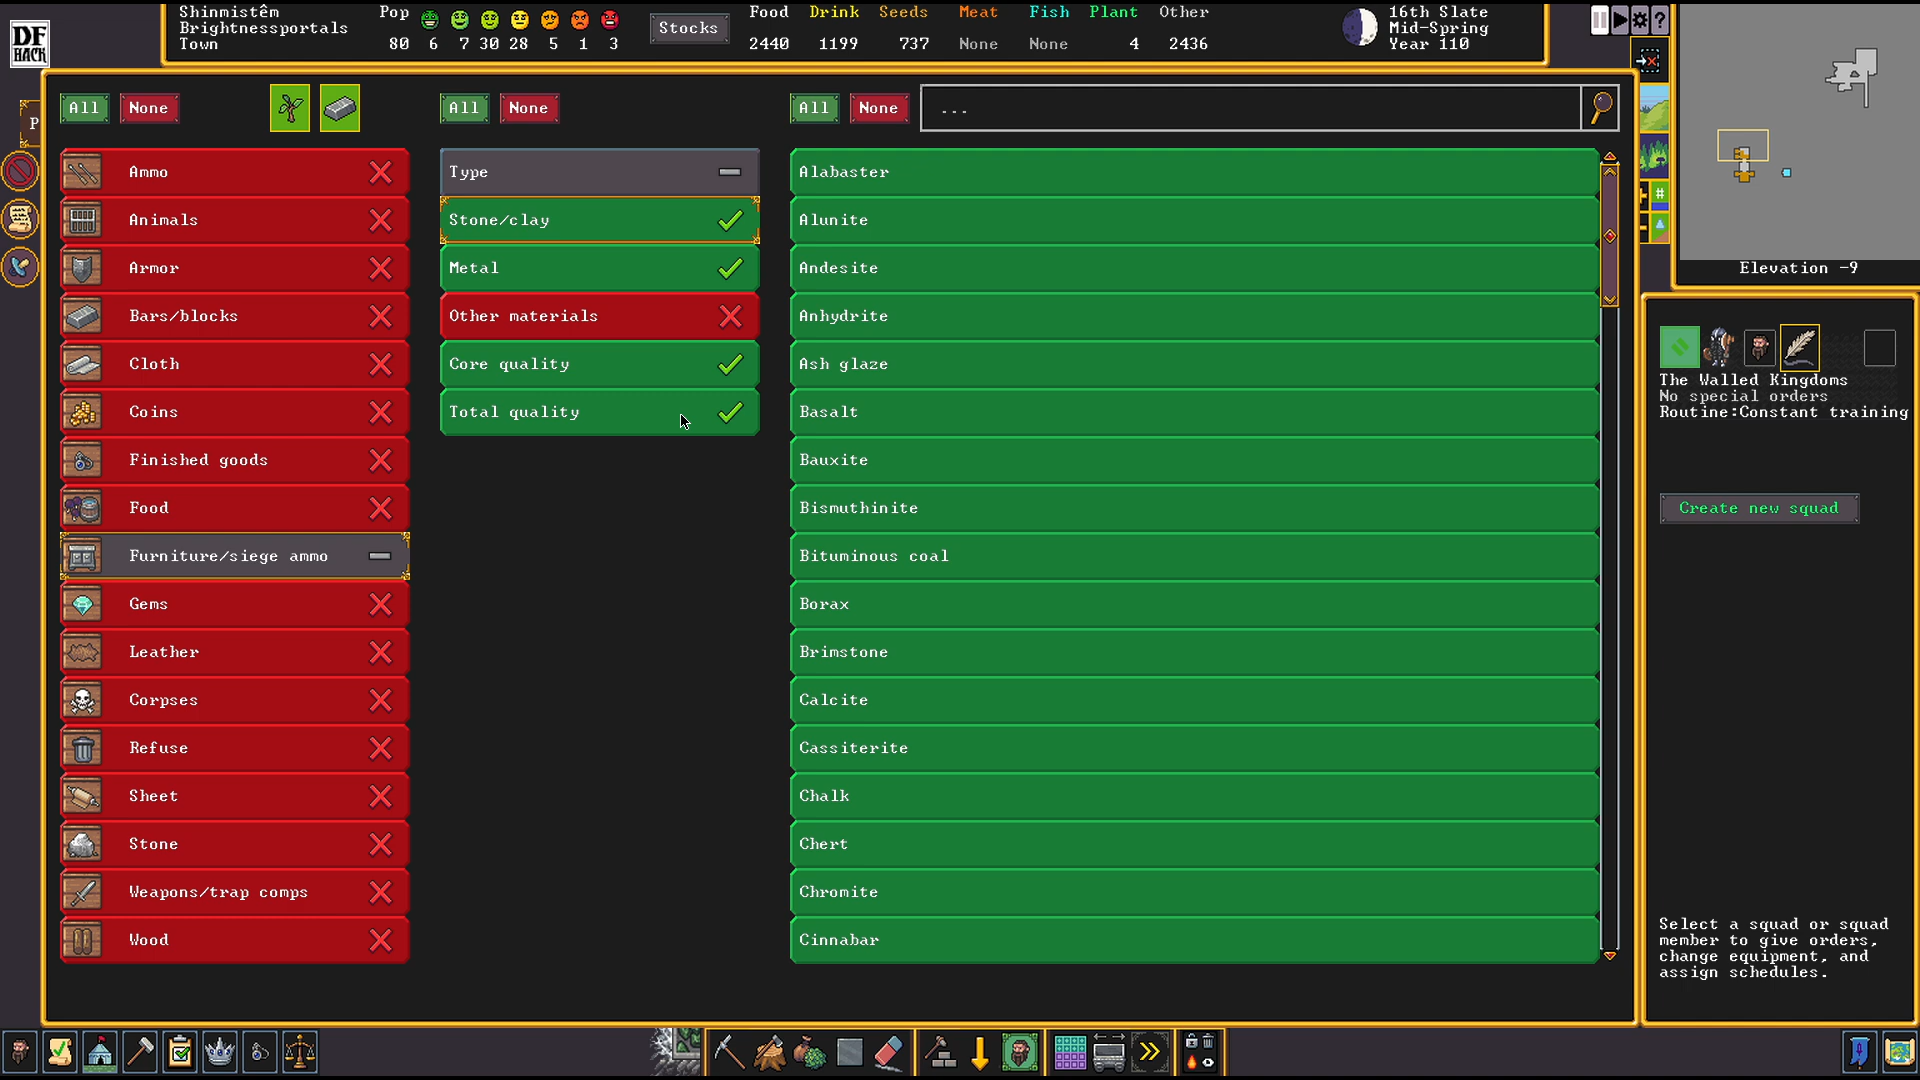 DF HACK
Shinmistêm
Brightnessportals
Town
Pop
80 6 7 30 28 5 1 3
Stocks
Food Drink Seeds Meat Fish Plant Other
2440 1199 737 None None 4 2436
16th Slate
Mid-Spring
Year 110
?
P
All None
All None
All None
...
Ammo
Animals
Armor
Bars/blocks
Cloth
Coins
Finished goods
Food
Furniture/siege ammo
Gems
Leather
Corpses
Refuse
Sheet
Stone
Weapons/trap comps
Wood
Type
Stone/clay
Metal
Other materials
Core quality
Total quality
Alabaster
Alunite
Andesite
Anhydrite
Ash glaze
Basalt
Bauxite
Bismuthinite
Bituminous coal
Borax
Brimstone
Calcite
Cassiterite
Chalk
Chert
Chromite
Cinnabar
Elevation -9
The Walled Kingdoms
No special orders
Routine:Constant training
Create new squad
Select a squad or squad
member to give orders,
change equipment, and
assign schedules.